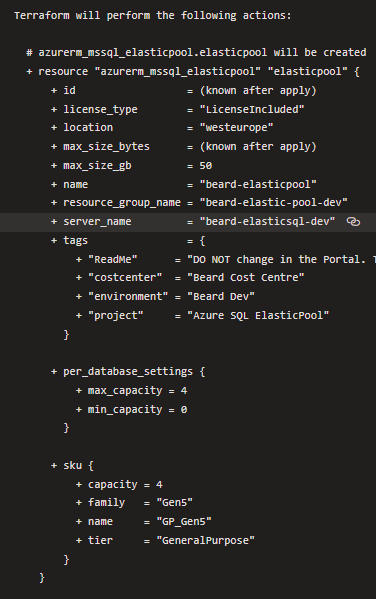 Terraform will perform the following actions:
# azurerm_mssql_elasticpool.elasticpool will be created
+ resource "azurerm_mssql_elasticpool" "elasticpool" {
+ id = (known after apply)
+ license_type = "LicenseIncluded"
+ location = "westeurope"
+ max_size_bytes = (known after apply)
+ max_size_gb = 50
+ name = "beard-elasticpool"
+ resource_group_name = "beard-elastic-pool-dev"
+ server_name = "beard-elasticsql-dev"
+ tags = {
+ "ReadMe" = "DO NOT change in the Portal.
+ "costcenter" = "Beard Cost Centre"
+ "environment" = "Beard Dev"
+ "project" = "Azure SQL ElasticPool"
}
+ per_database_settings {
+ max_capacity = 4
+ min_capacity = 0
}
+ sku {
+ capacity = 4
+ family = "Gen5"
+ name = "GP_Gen5"
+ tier = "GeneralPurpose"
}
}